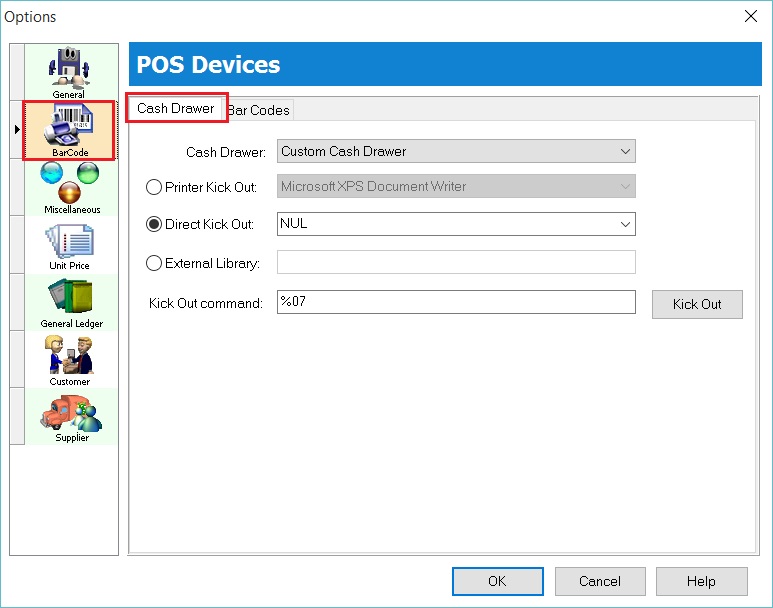 Options
General
BarCode
Miscellaneous
Unit Price
General Ledger
Customer
Supplier
POS Devices
Cash Drawer
Bar Codes
Cash Drawer: Custom Cash Drawer
Printer Kick Out: Microsoft XPS Document Writer
Direct Kick Out: NUL
External Library:
Kick Out command: %07 Kick Out
OK Cancel Help